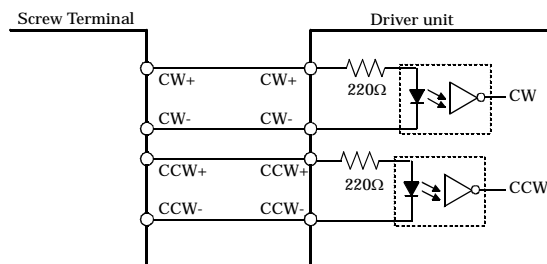 Screw Terminal
Driver unit
CW+
CW+
220Ω
CW
CW-
CW-
CCW+
CCW+
220Ω
CCW
CCW-
CCW-